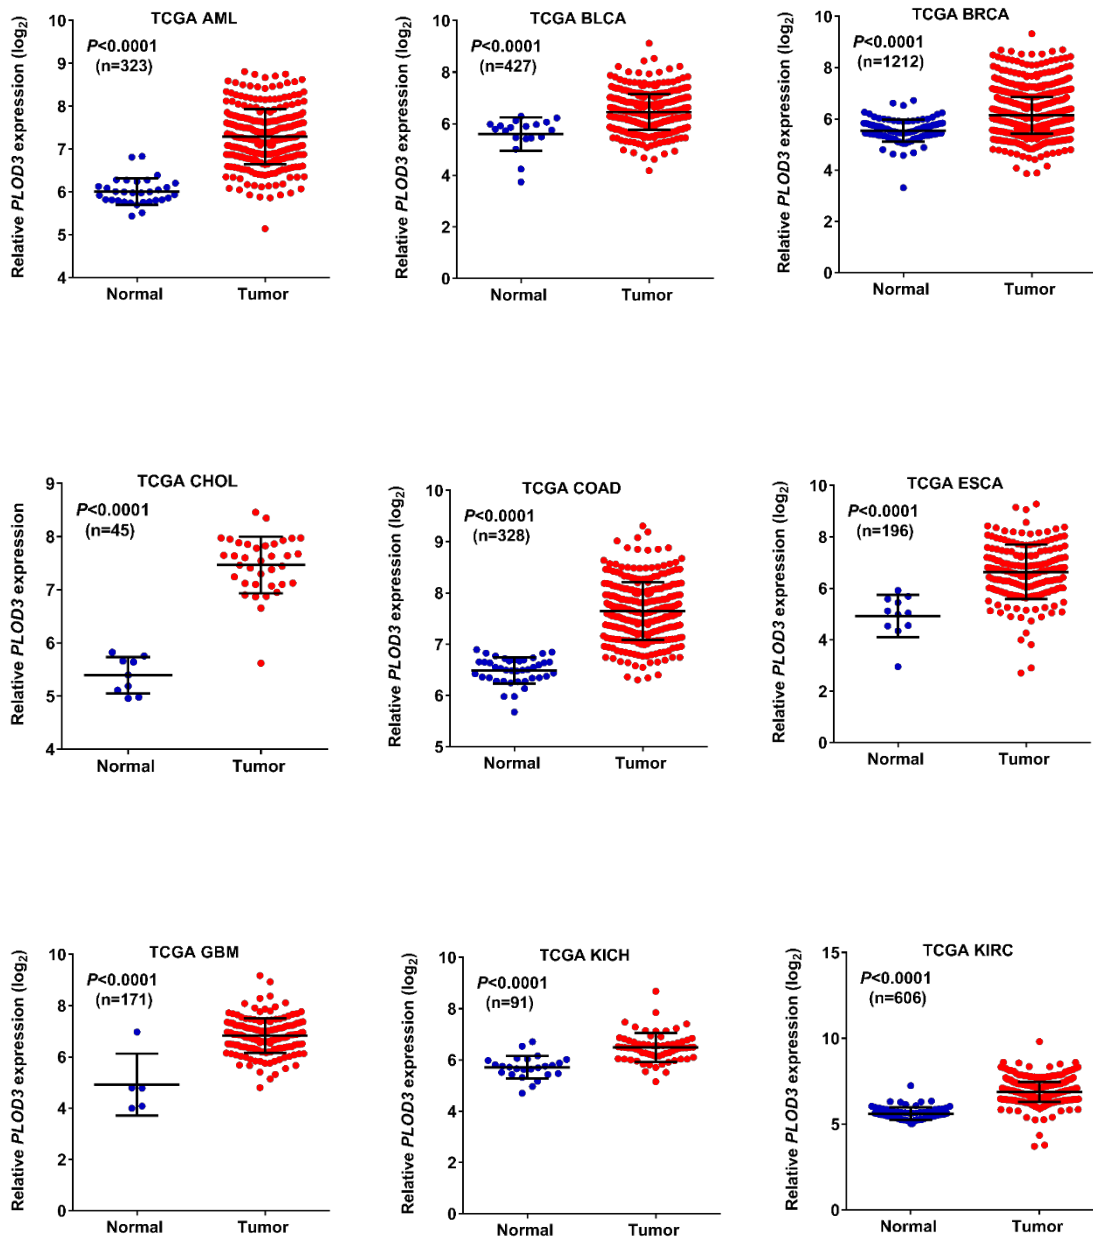 TCGA AML
P<0.0001
(n=323)
Relative PLOD3 expression (log₂)
10
9
8
7
6
5
4
Normal
Tumor
TCGA BLCA
P<0.0001
(n=427)
Relative PLOD3 expression (log₂)
10
8
6
4
2
0
Normal
Tumor
TCGA BRCA
P<0.0001
(n=1212)
Relative PLOD3 expression (log₂)
10
8
6
4
2
0
Normal
Tumor
TCGA CHOL
P<0.0001
(n=45)
Relative PLOD3 expression
9
8
7
6
5
4
Normal
Tumor
TCGA COAD
P<0.0001
(n=328)
Relative PLOD3 expression (log₂)
10
9
8
7
6
5
Normal
Tumor
TCGA ESCA
P<0.0001
(n=196)
Relative PLOD3 expression (log₂)
10
8
6
4
2
0
Normal
Tumor
TCGA GBM
P<0.0001
(n=171)
Relative PLOD3 expression (log₂)
10
8
6
4
2
0
Normal
Tumor
TCGA KICH
P<0.0001
(n=91)
Relative PLOD3 expression (log₂)
10
8
6
4
2
0
Normal
Tumor
TCGA KIRC
P<0.0001
(n=606)
Relative PLOD3 expression (log₂)
15
10
5
0
Normal
Tumor